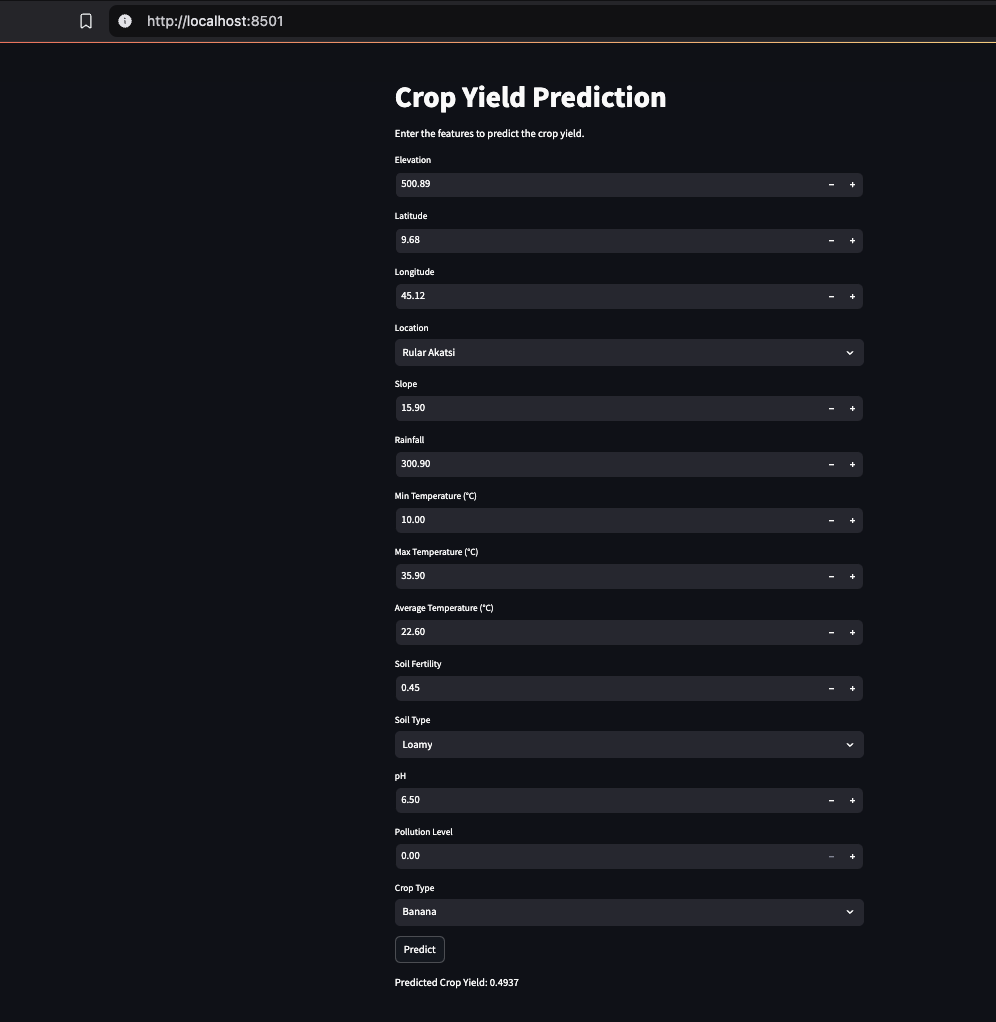 http://localhost:8501
Crop Yield Prediction
Enter the features to predict the crop yield.
Elevation
500.89
Latitude
9.68
Longitude
45.12
Location
Rular Akatsi
Slope
15.90
Rainfall
300.90
Min Temperature (°C)
10.00
Max Temperature (°C)
35.90
Average Temperature (°C)
22.60
Soil Fertility
0.45
Soil Type
Loamy
pH
6.50
Pollution Level
0.00
Crop Type
Banana
Predict
Predicted Crop Yield: 0.4937